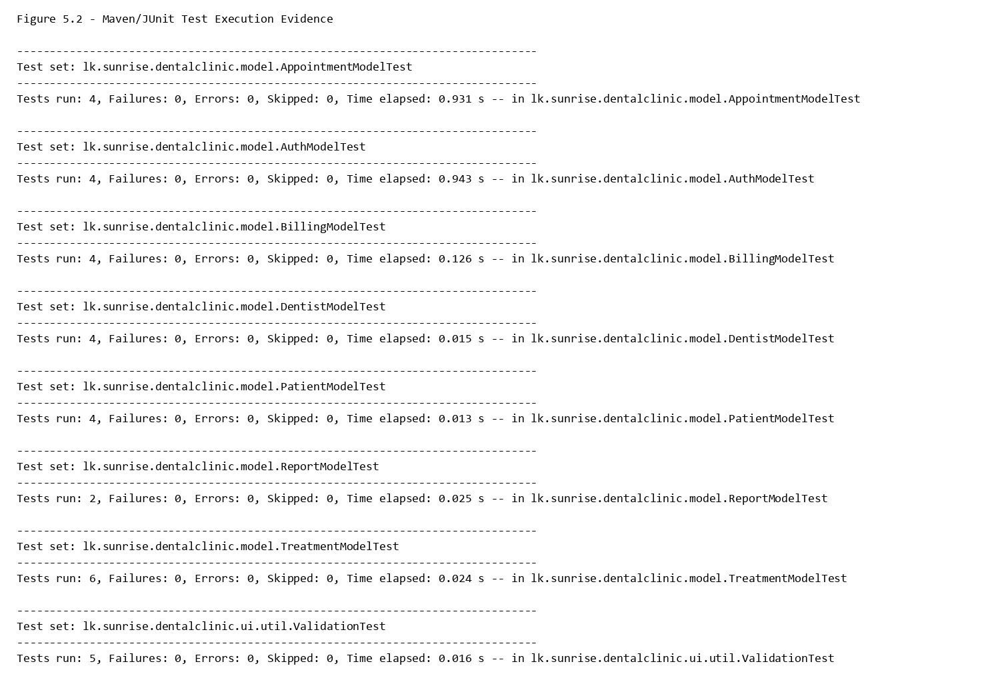 Figure 5.2 - Maven/JUnit Test Execution Evidence
-------------------------------------------------------------------------------
Test set: lk.sunrise.dentalclinic.model.AppointmentModelTest
-------------------------------------------------------------------------------
Tests run: 4, Failures: 0, Errors: 0, Skipped: 0, Time elapsed: 0.931 s -- in lk.sunrise.dentalclinic.model.AppointmentModelTest
-------------------------------------------------------------------------------
Test set: lk.sunrise.dentalclinic.model.AuthModelTest
-------------------------------------------------------------------------------
Tests run: 4, Failures: 0, Errors: 0, Skipped: 0, Time elapsed: 0.943 s -- in lk.sunrise.dentalclinic.model.AuthModelTest
-------------------------------------------------------------------------------
Test set: lk.sunrise.dentalclinic.model.BillingModelTest
-------------------------------------------------------------------------------
Tests run: 4, Failures: 0, Errors: 0, Skipped: 0, Time elapsed: 0.126 s -- in lk.sunrise.dentalclinic.model.BillingModelTest
-------------------------------------------------------------------------------
Test set: lk.sunrise.dentalclinic.model.DentistModelTest
-------------------------------------------------------------------------------
Tests run: 4, Failures: 0, Errors: 0, Skipped: 0, Time elapsed: 0.015 s -- in lk.sunrise.dentalclinic.model.DentistModelTest
-------------------------------------------------------------------------------
Test set: lk.sunrise.dentalclinic.model.PatientModelTest
-------------------------------------------------------------------------------
Tests run: 4, Failures: 0, Errors: 0, Skipped: 0, Time elapsed: 0.013 s -- in lk.sunrise.dentalclinic.model.PatientModelTest
-------------------------------------------------------------------------------
Test set: lk.sunrise.dentalclinic.model.ReportModelTest
-------------------------------------------------------------------------------
Tests run: 2, Failures: 0, Errors: 0, Skipped: 0, Time elapsed: 0.025 s -- in lk.sunrise.dentalclinic.model.ReportModelTest
-------------------------------------------------------------------------------
Test set: lk.sunrise.dentalclinic.model.TreatmentModelTest
-------------------------------------------------------------------------------
Tests run: 6, Failures: 0, Errors: 0, Skipped: 0, Time elapsed: 0.024 s -- in lk.sunrise.dentalclinic.model.TreatmentModelTest
-------------------------------------------------------------------------------
Test set: lk.sunrise.dentalclinic.ui.util.ValidationTest
-------------------------------------------------------------------------------
Tests run: 5, Failures: 0, Errors: 0, Skipped: 0, Time elapsed: 0.016 s -- in lk.sunrise.dentalclinic.ui.util.ValidationTest